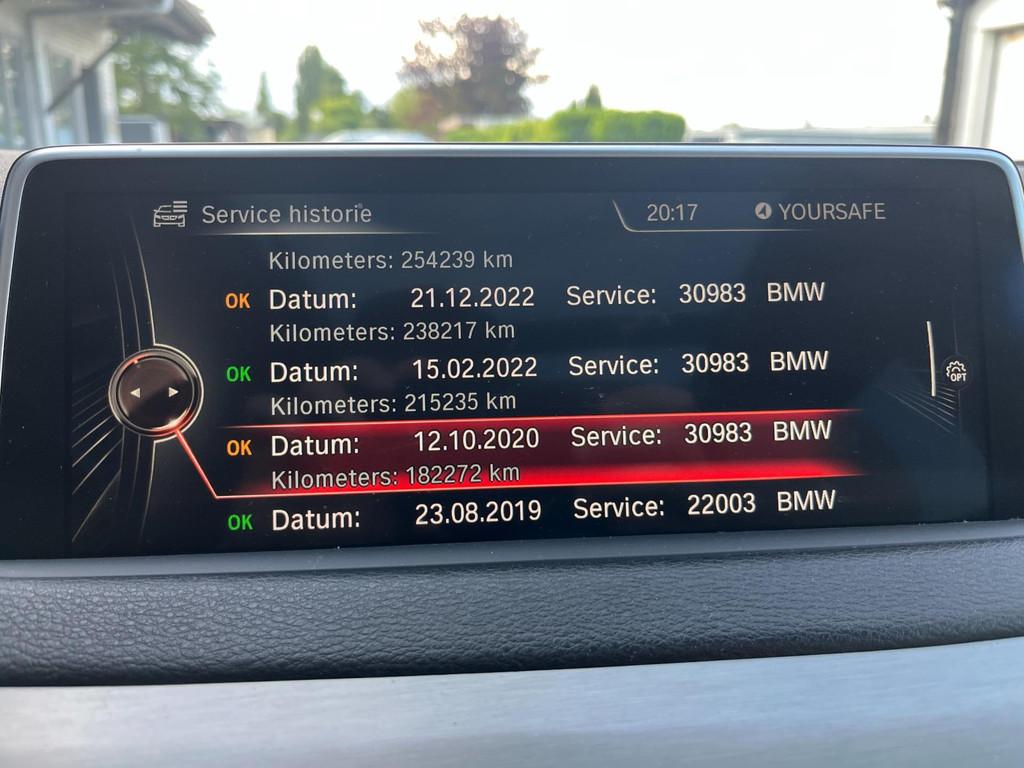 Service historie 20:17 YOURSAFE
Kilometers: 254239 km
OK Datum: 21.12.2022 Service: 30983 BMW
Kilometers: 238217 km
OK Datum: 15.02.2022 Service: 30983 BMW
Kilometers: 215235 km
OK Datum: 12.10.2020 Service: 30983 BMW
Kilometers: 182272 km
OK Datum: 23.08.2019 Service: 22003 BMW
OPT